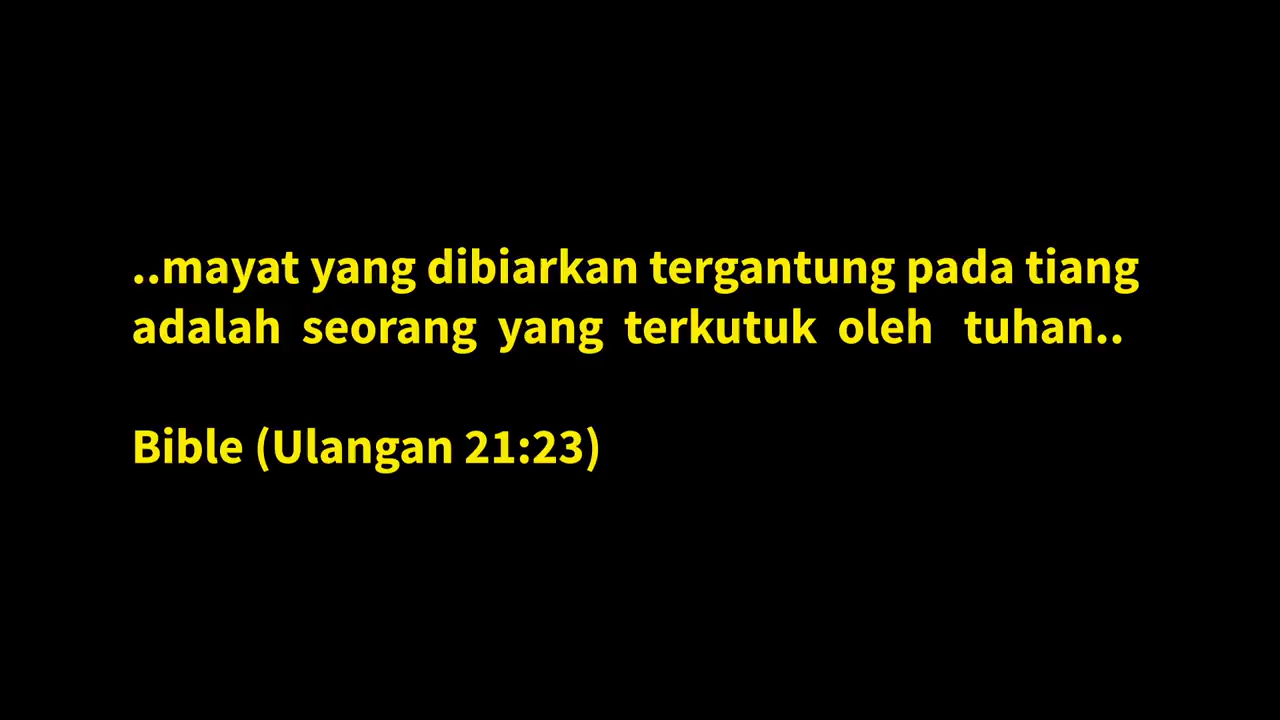 ..mayat yang dibiarkan tergantung pada tiang
adalah seorang yang terkutuk oleh tuhan..
Bible (Ulangan 21:23)